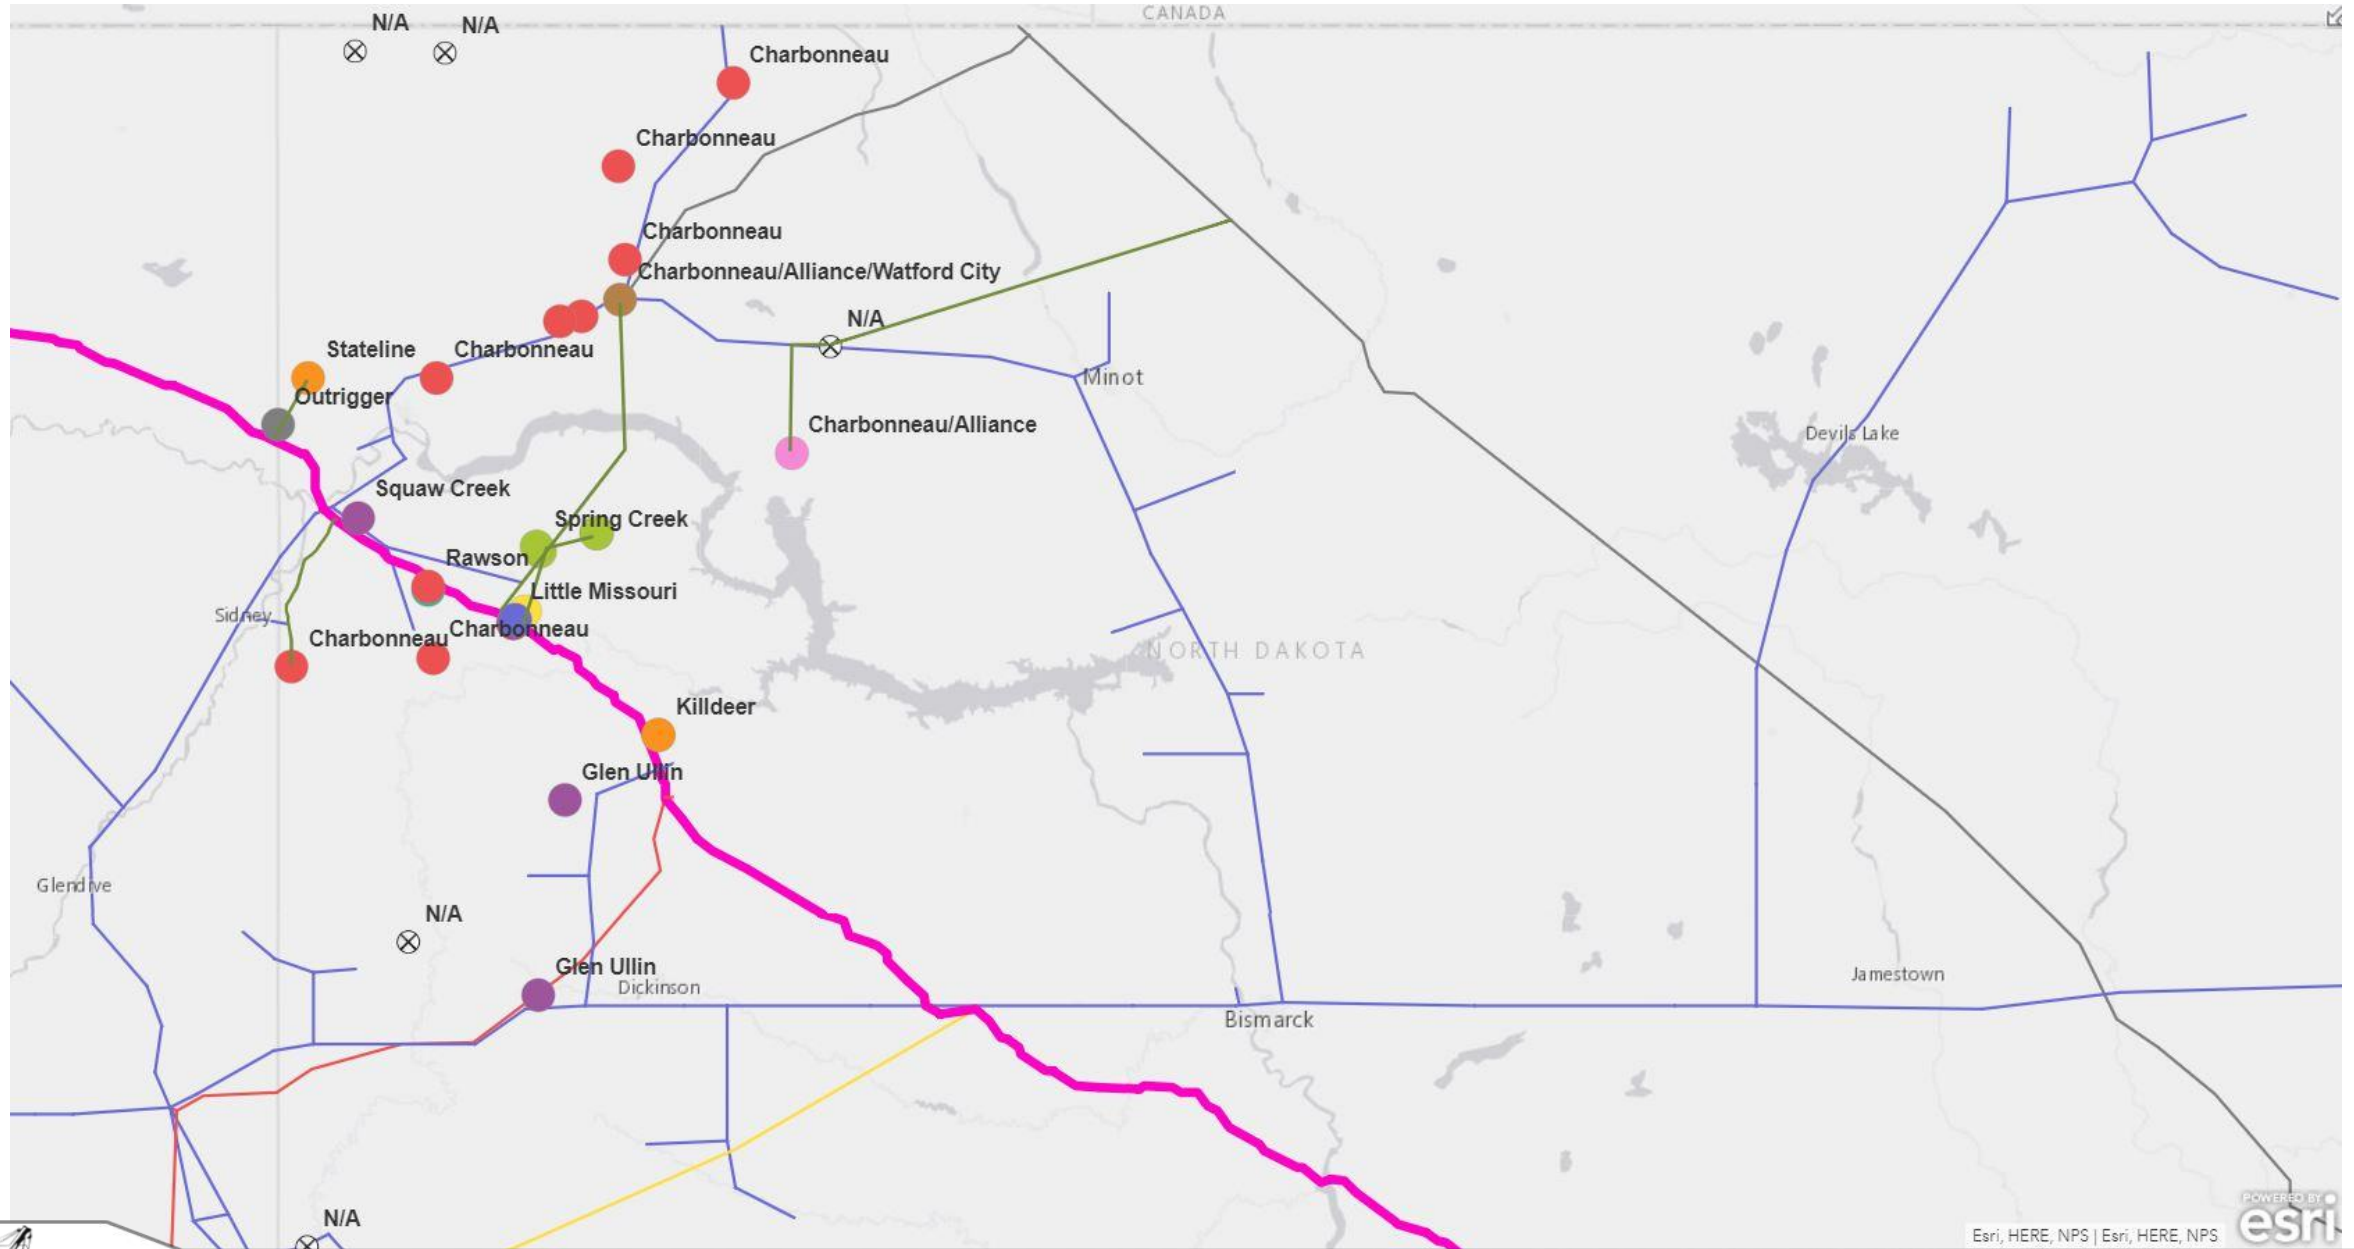 CANADA
N/A
N/A
Charbonneau
Charbonneau
Charbonneau
Charbonneau/Alliance/Watford City
N/A
Stateline
Charbonneau
Minot
Outrigger
Charbonneau/Alliance
Devils Lake
Squaw Creek
Spring Creek
Rawson
Little Missouri
Sidney
Charbonneau
Charbonneau
NORTH DAKOTA
Killdeer
Glen Ullin
Glendive
N/A
Glen Ullin
Dickinson
Jamestown
Bismarck
N/A
POWERED BY
esri
Esri, HERE, NPS | Esri, HERE, NPS